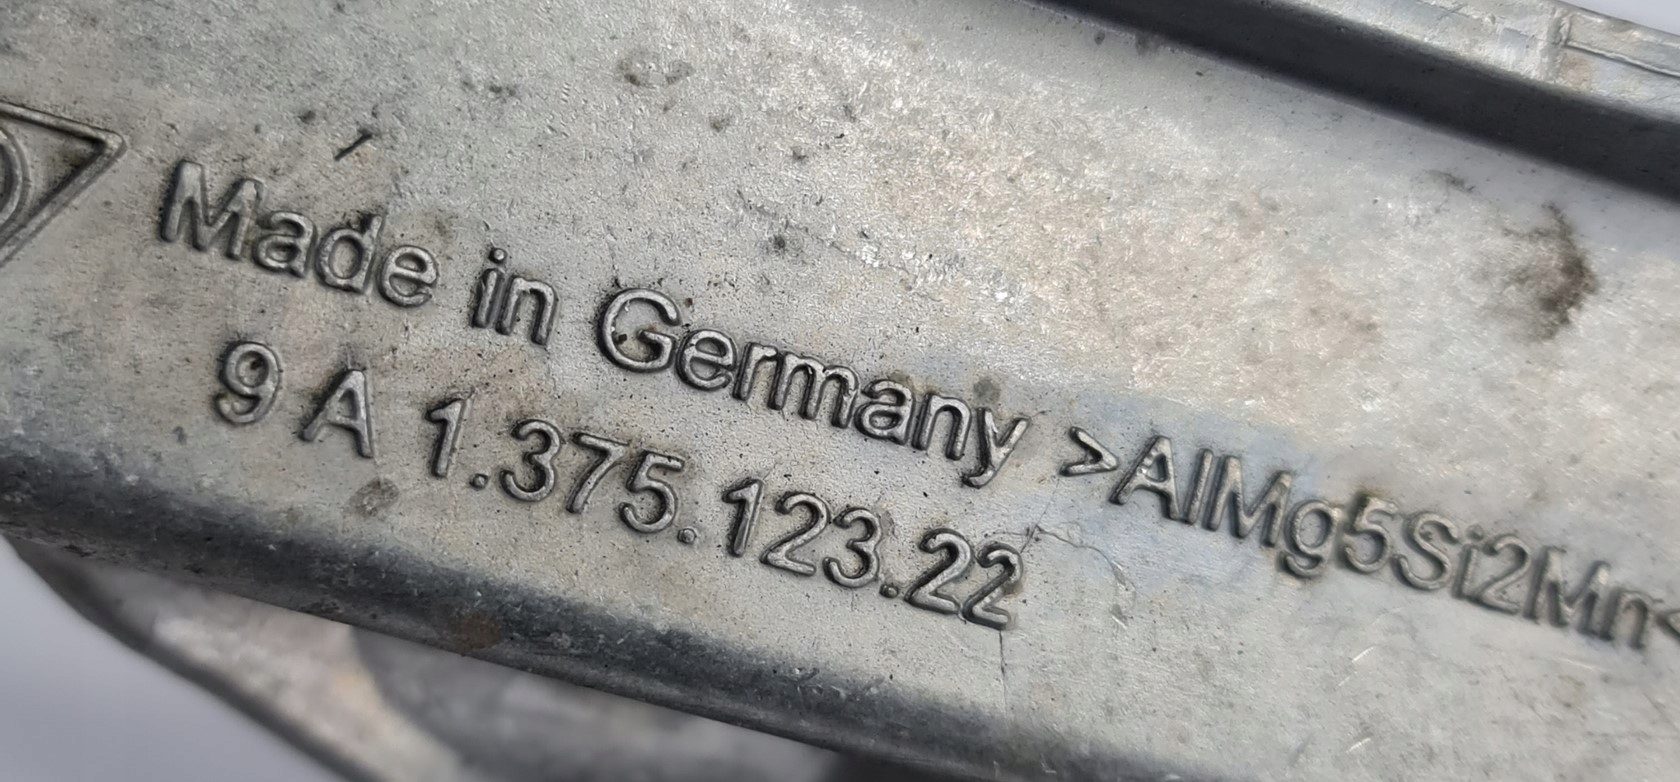 Made in Germany >AlMg5Si2Mn<
9 A 1.375.123.22